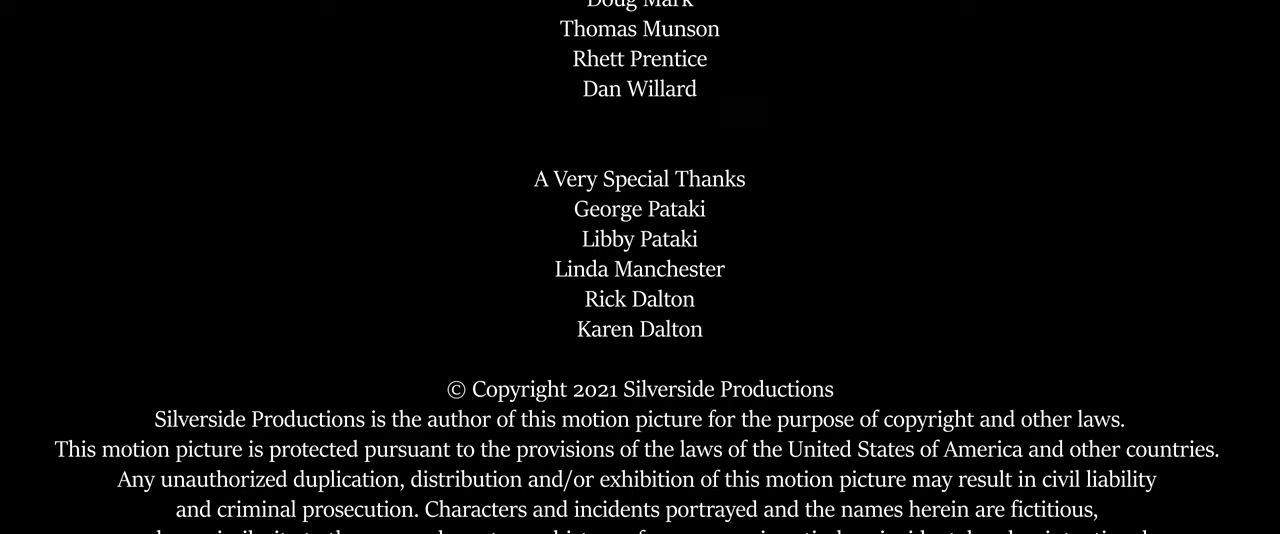 Doug Mark
Thomas Munson
Rhett Prentice
Dan Willard
A Very Special Thanks
George Pataki
Libby Pataki
Linda Manchester
Rick Dalton
Karen Dalton
© Copyright 2021 Silverside Productions
Silverside Productions is the author of this motion picture for the purpose of copyright and other laws.
This motion picture is protected pursuant to the provisions of the laws of the United States of America and other countries.
Any unauthorized duplication, distribution and/or exhibition of this motion picture may result in civil liability
and criminal prosecution. Characters and incidents portrayed and the names herein are fictitious,